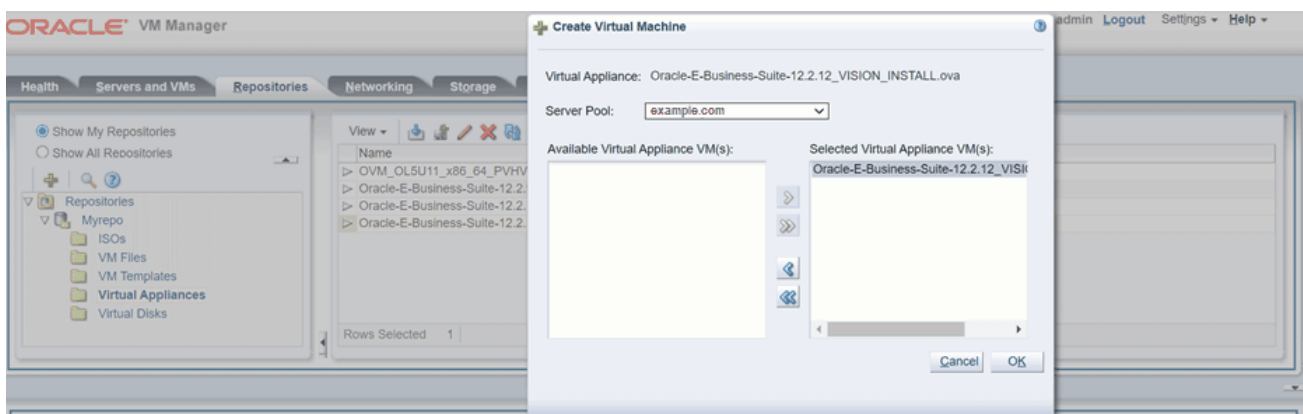 ORACLE VM Manager
admin Logout Settings Help
Health Servers and VMs Repositories Networking Storage
Show My Repositories
Show All Repositories
Repositories
Myrepo
ISOs
VM Files
VM Templates
Virtual Appliances
Virtual Disks
View
Name
OVM_OL5U11_x86_64_PVHV
Oracle-E-Business-Suite-12.2.
Oracle-E-Business-Suite-12.2.
Oracle-E-Business-Suite-12.2.
Rows Selected 1
Create Virtual Machine
Virtual Appliance: Oracle-E-Business-Suite-12.2.12_VISION_INSTALL.ova
Server Pool: example.com
Available Virtual Appliance VM(s):
Selected Virtual Appliance VM(s):
Oracle-E-Business-Suite-12.2.12_VISI
Cancel OK